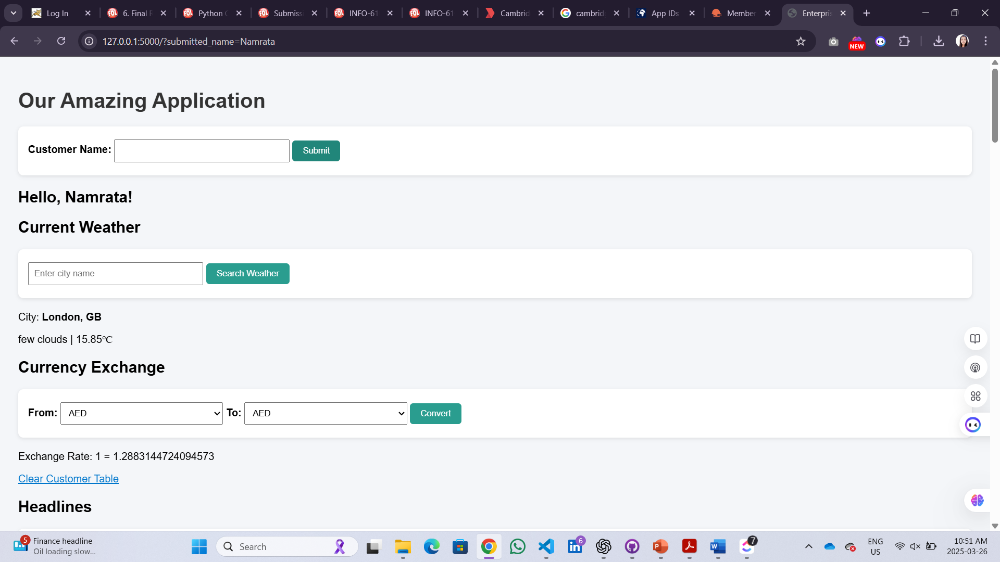 Log In
6. Final R
Python C
Submiss
INFO-61
INFO-61
Cambrid
cambrid
App IDs
Member
Enterpris
127.0.0.1:5000/?submitted_name=Namrata
NEW
Our Amazing Application
Customer Name: Submit
Hello, Namrata!
Current Weather
Enter city name Search Weather
City: London, GB
few clouds | 15.85°C
Currency Exchange
From: AED To: AED Convert
Exchange Rate: 1 = 1.2883144724094573
Clear Customer Table
Headlines
5
Finance headline
Oil loading slow...
Search
6
7
ENG
US
10:51 AM
2025-03-26